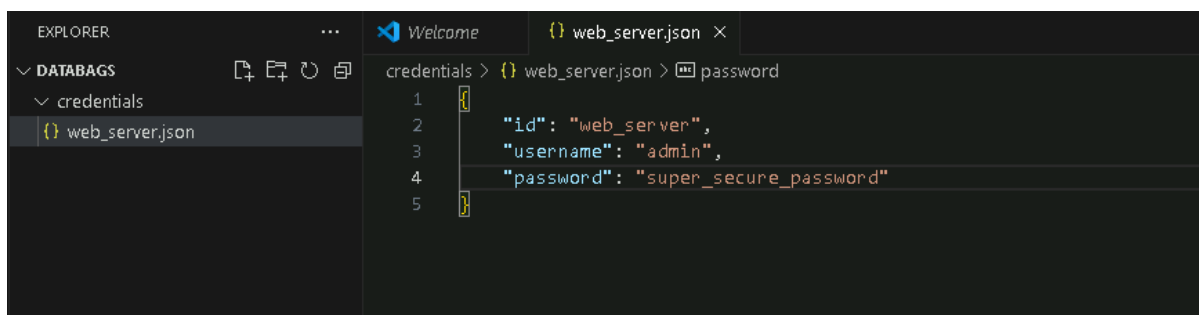 EXPLORER ...
DATABAGS
credentials
{} web_server.json
Welcome
{} web_server.json ×
credentials > {} web_server.json > abc password
1 {
2 "id": "web_server",
3 "username": "admin",
4 "password": "super_secure_password"
5 }